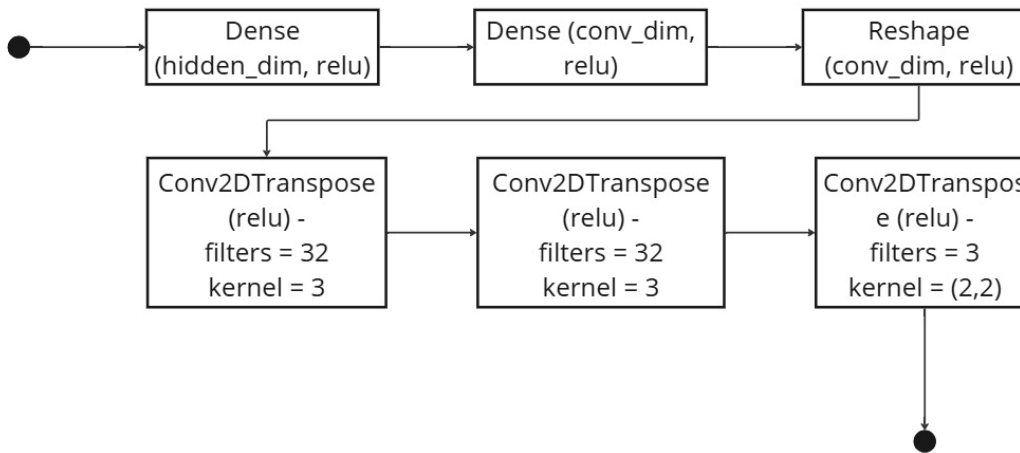 Dense
(hidden_dim, relu)
Dense (conv_dim,
relu)
Reshape
(conv_dim, relu)
Conv2DTranspose
(relu) -
filters = 32
kernel = 3
Conv2DTranspose
(relu) -
filters = 32
kernel = 3
Conv2DTranspos
e (relu) -
filters = 3
kernel = (2,2)